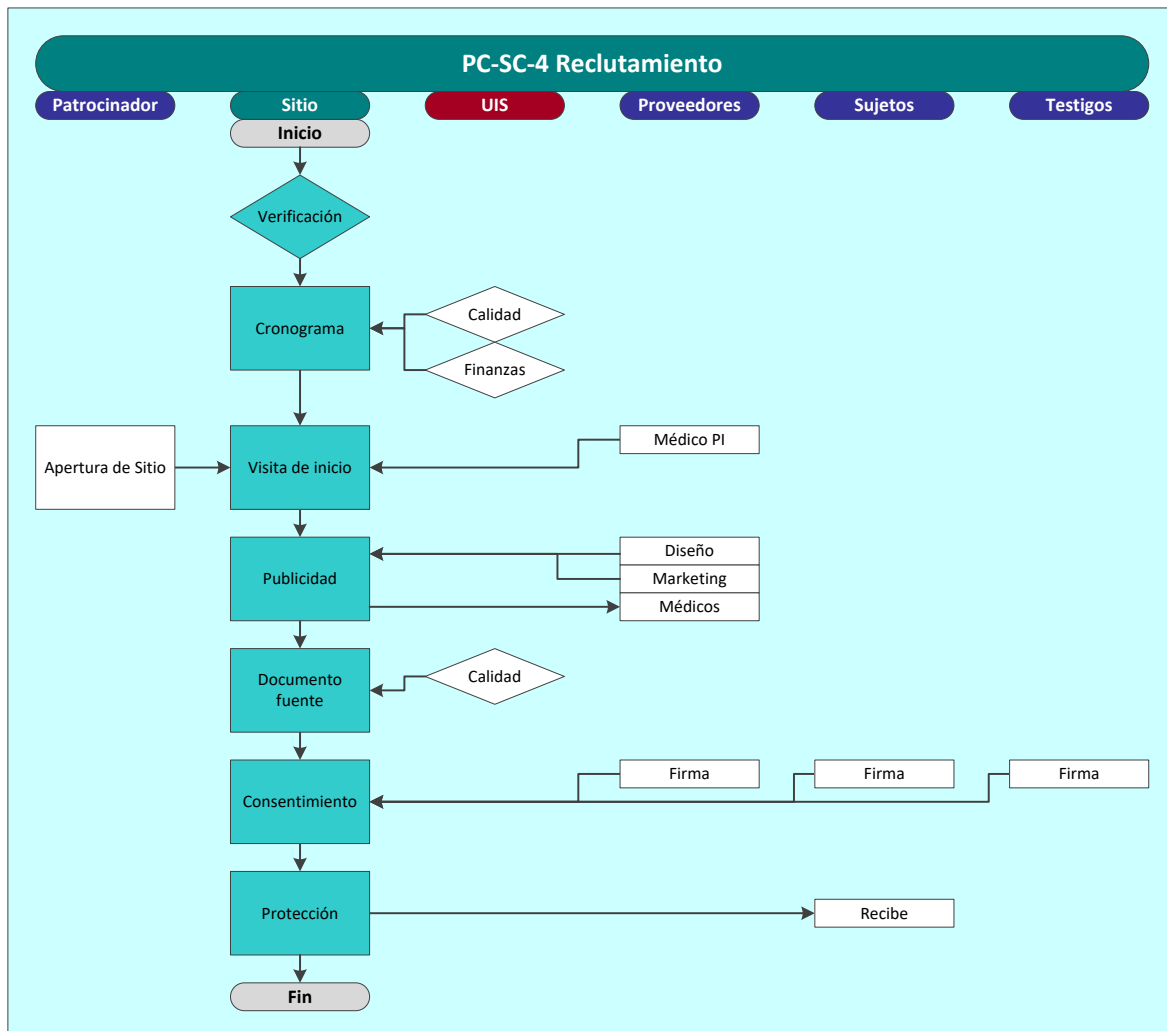 PC-SC-4 Reclutamiento
Patrocinador
Sitio
UIS
Proveedores
Sujetos
Testigos
Inicio
Verificación
Cronograma
Calidad
Finanzas
Apertura de Sitio
Visita de inicio
Médico PI
Publicidad
Diseño
Marketing
Médicos
Documento
fuente
Calidad
Consentimiento
Firma
Firma
Firma
Protección
Recibe
Fin